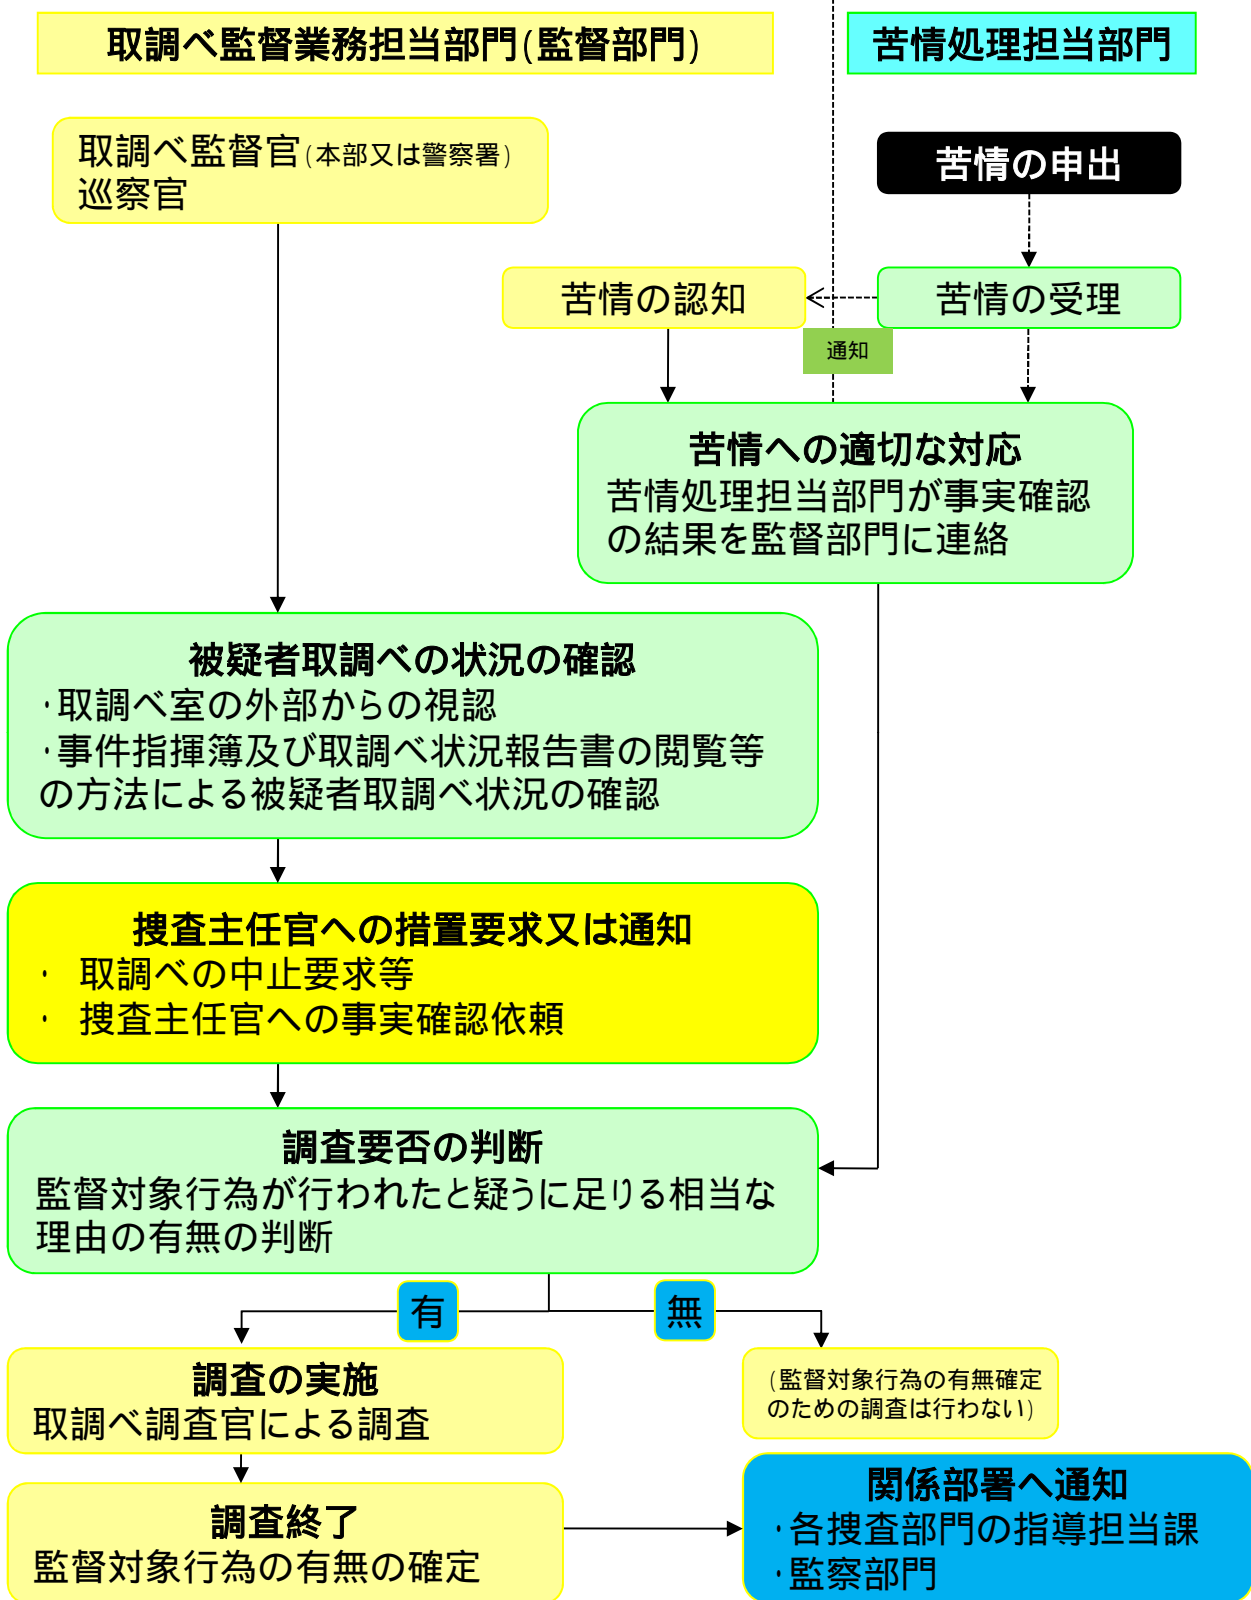 取調べ監督業務担当部門(監督部門)
苦情処理担当部門
取調べ監督官(本部又は警察署)
巡察官
苦情の申出
苦情の認知
苦情の受理
通知
苦情への適切な対応
苦情処理担当部門が事実確認
の結果を監督部門に連絡
被疑者取調べの状況の確認
・取調べ室の外部からの視認
・事件指揮簿及び取調べ状況報告書の閲覧等
の方法による被疑者取調べ状況の確認
捜査主任官への措置要求又は通知
・ 取調べの中止要求等
・ 捜査主任官への事実確認依頼
調査要否の判断
監督対象行為が行われたと疑うに足りる相当な
理由の有無の判断
有
無
調査の実施
取調べ調査官による調査
(監督対象行為の有無確定
のための調査は行わない)
調査終了
監督対象行為の有無の確定
関係部署へ通知
・各捜査部門の指導担当課
・監察部門